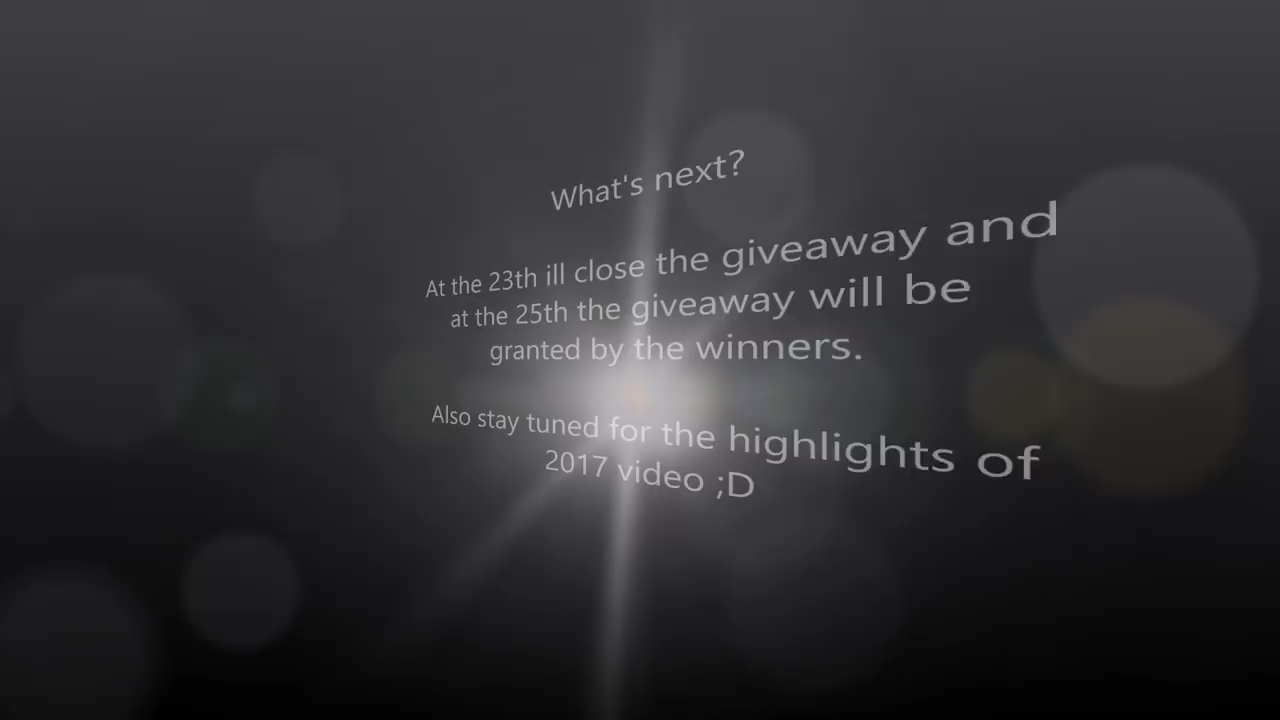 What's next?
At the 23th ill close the giveaway and
at the 25th the giveaway will be
granted by the winners.
Also stay tuned for the highlights of
2017 video ;D